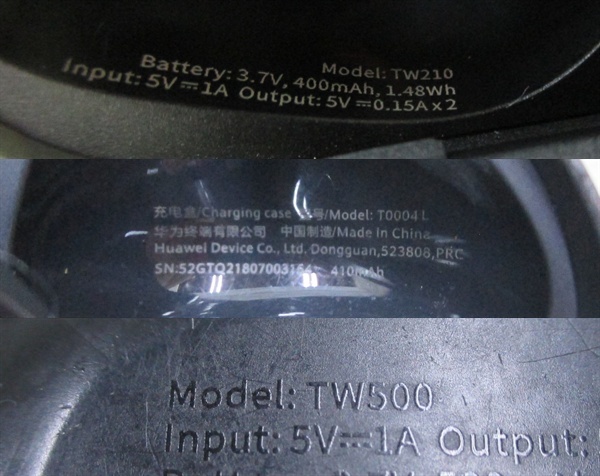 Model: TW210
Battery: 3.7V, 400mAh, 1.48Wh
Input: 5V⎓1A Output: 5V⎓0.15A x 2
充电盒/Charging case 型号/Model: T0004 L
华为终端有限公司 中国制造/Made in China
Huawei Device Co., Ltd. Dongguan,523808,PRC
410mAh
Model: TW500
Input: 5V⎓1A Output: